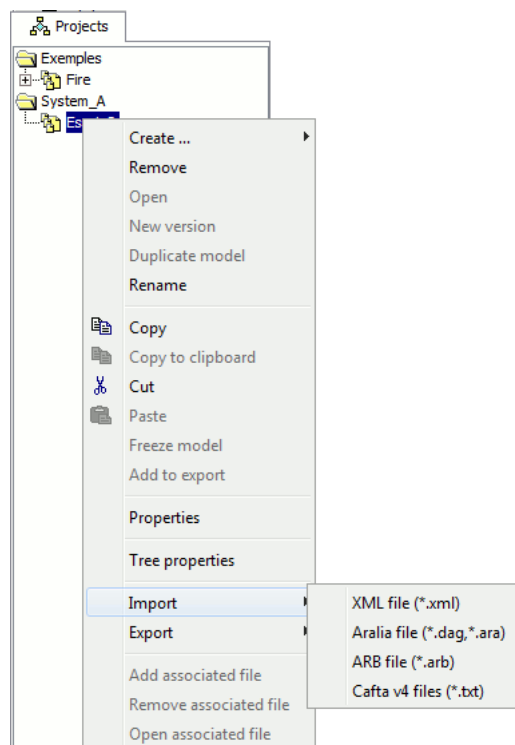 Projects
Exemples
Fire
System_A
Create ...
Remove
Open
New version
Duplicate model
Rename
Copy
Copy to clipboard
Cut
Paste
Freeze model
Add to export
Properties
Tree properties
Import
XML file (*.xml)
Export
Aralia file (*.dag,*.ara)
ARB file (*.arb)
Cafta v4 files (*.txt)
Add associated file
Remove associated file
Open associated file